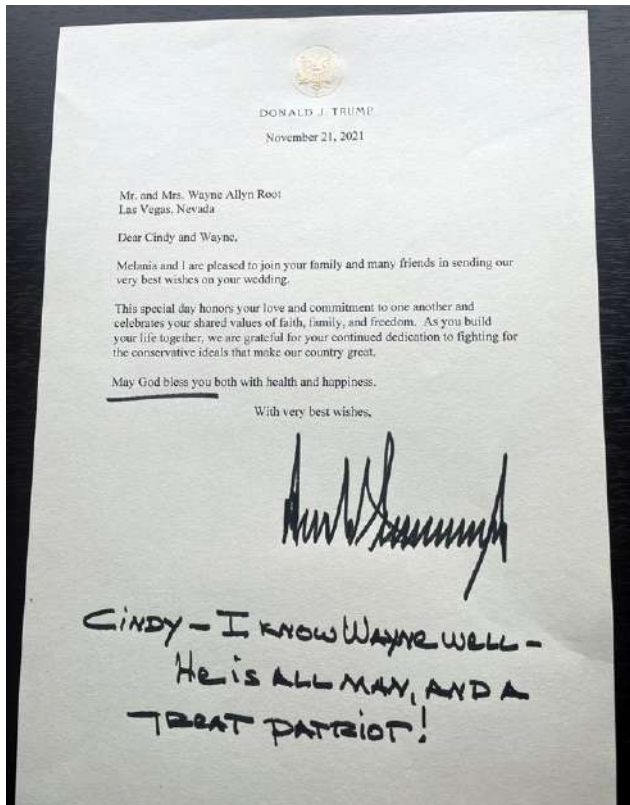 DONALD J. TRUMP
November 21, 2021
Mr. and Mrs. Wayne Allyn Root
Las Vegas, Nevada
Dear Cindy and Wayne,
Melania and I are pleased to join your family and many friends in sending our
very best wishes on your wedding.
This special day honors your love and commitment to one another and
celebrates your shared values of faith, family, and freedom. As you build
your life together, we are grateful for your continued dedication to fighting for
the conservative ideals that make our country great.
May God bless you both with health and happiness.
With very best wishes,
CINDY – I KNOW WAYNE WELL –
He is ALL MAN, AND A
TREAT PATRIOT!